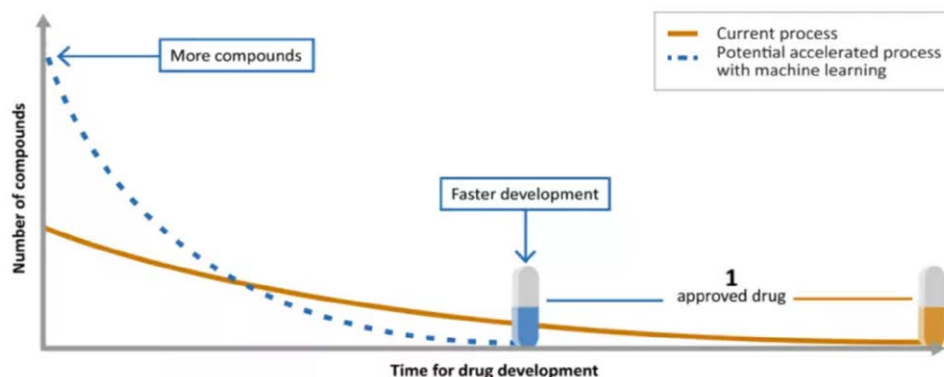 Current process
Potential accelerated process
with machine learning
More compounds
Number of compounds
Faster development
1
approved drug
Time for drug development